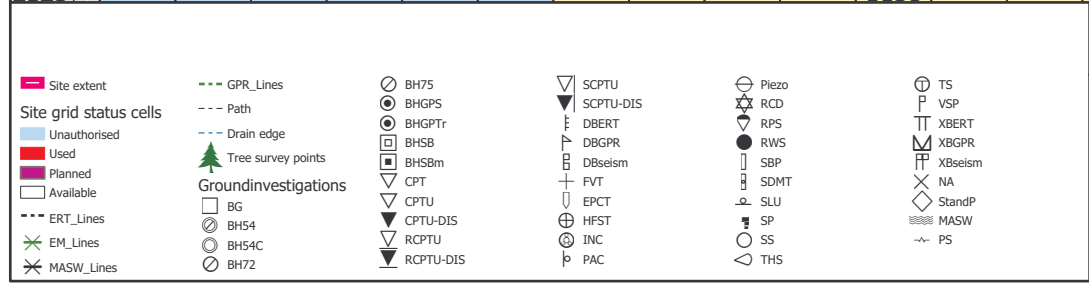 Site extent
Site grid status cells
Unauthorised
Used
Planned
Available
ERT_Lines
EM_Lines
MASW_Lines
GPR_Lines
Path
Drain edge
Tree survey points
Groundinvestigations
BG
BH54
BH54C
BH72
BH75
BHGPS
BHGPTr
BHSB
BHSBm
CPT
CPTU
CPTU-DIS
RCPTU
RCPTU-DIS
SCPTU
SCPTU-DIS
DBERT
DBGPR
DBseism
FVT
EPCT
HFST
INC
PAC
Piezo
RCD
RPS
RWS
SBP
SDMT
SLU
SP
SS
THS
TS
VSP
XBERT
XBGPR
XBseism
NA
StandP
MASW
PS